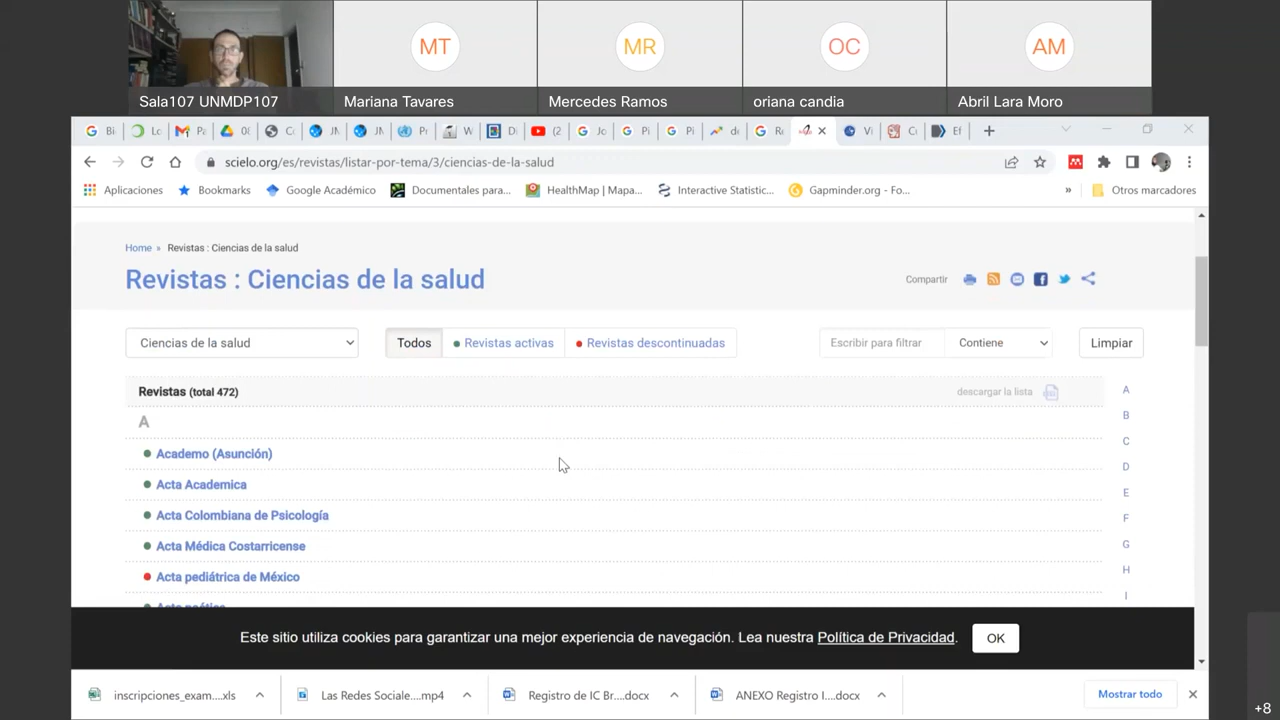 MT
MR
OC
AM
Sala107 UNMDP107
Mariana Tavares
Mercedes Ramos
oriana candia
Abril Lara Moro
scielo.org/es/revistas/listar-por-tema/3/ciencias-de-la-salud
Aplicaciones
Bookmarks
Google Académico
Documentales para...
HealthMap | Mapa...
Interactive Statistic...
Gapminder.org - Fo...
»
Otros marcadores
Home » Revistas : Ciencias de la salud
Revistas : Ciencias de la salud
Compartir
Ciencias de la salud
Todos
Revistas activas
Revistas descontinuadas
Escribir para filtrar
Contiene
Limpiar
Revistas (total 472)
descargar la lista
A
Academo (Asunción)
Acta Academica
Acta Colombiana de Psicología
Acta Médica Costarricense
Acta pediátrica de México
A
B
C
D
E
F
G
H
I
Este sitio utiliza cookies para garantizar una mejor experiencia de navegación. Lea nuestra Política de Privacidad.
OK
inscripciones_exam....xls
Las Redes Sociale....mp4
Registro de IC Br....docx
ANEXO Registro I....docx
Mostrar todo
+8